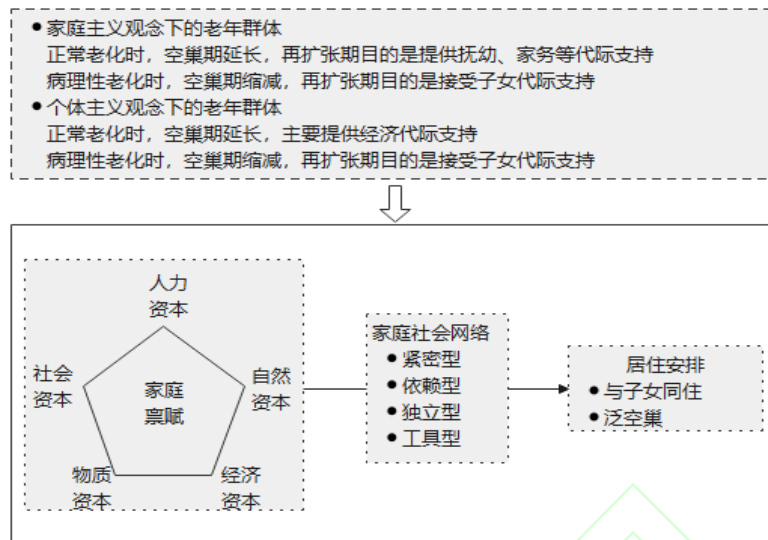 ● 家庭主义观念下的老年群体
正常老化时，空巢期延长，再扩张期目的是提供抚幼、家务等代际支持
病理性老化时，空巢期缩减，再扩张期目的是接受子女代际支持
● 个体主义观念下的老年群体
正常老化时，空巢期延长，主要提供经济代际支持
病理性老化时，空巢期缩减，再扩张期目的是接受子女代际支持
人力
资本
社会
资本
家庭
禀赋
自然
资本
物质
资本
经济
资本
家庭社会网络
● 紧密型
● 依赖型
● 独立型
● 工具型
居住安排
● 与子女同住
● 泛空巢